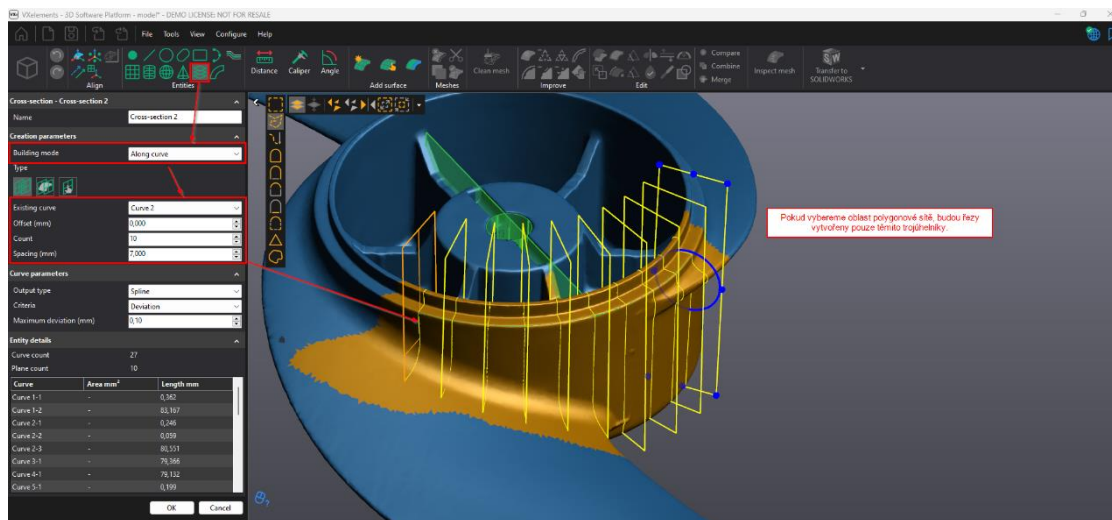 VXelements - 3D Software Platform - model* - DEMO LICENSE: NOT FOR RESALE
File Tools View Configure Help
Distance Caliper Angle
Clean mesh
Compare
Combine
Merge
Inspect mesh
Transfer to
SOLIDWORKS
Align Entities Add surface Meshes Improve Edit
Cross-section - Cross-section 2
Name Cross-section 2
Creation parameters
Building mode Along curve
Type
Existing curve Curve 2
Offset (mm) 0,000
Count 10
Spacing (mm) 7,000
Curve parameters
Output type Spline
Criteria Deviation
Maximum deviation (mm) 0,10
Entity details
Curve count 27
Plane count 10
Curve Area mm² Length mm
Curve 1-1 - 0,362
Curve 1-2 - 83,167
Curve 2-1 - 0,246
Curve 2-2 - 0,059
Curve 2-3 - 80,551
Curve 3-1 - 79,366
Curve 4-1 - 79,132
Curve 5-1 - 0,199
OK Cancel
Pokud vybereme oblast polygonové sítě, budou řezy
vytvořeny pouze těmito trojúhelníky.